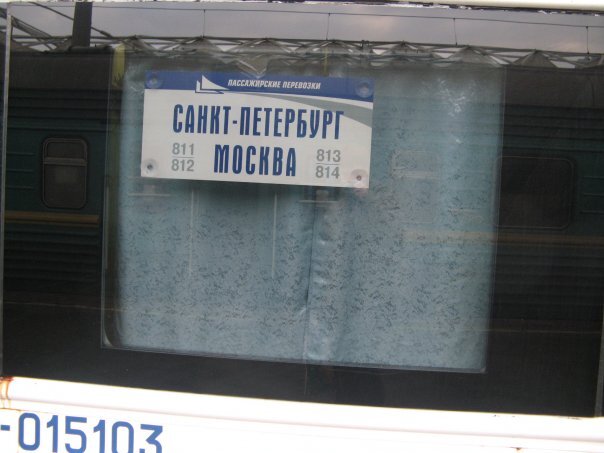 ПАССАЖИРСКИЕ ПЕРЕВОЗКИ
САНКТ-ПЕТЕРБУРГ
811 МОСКВА 813
812 814
-015103